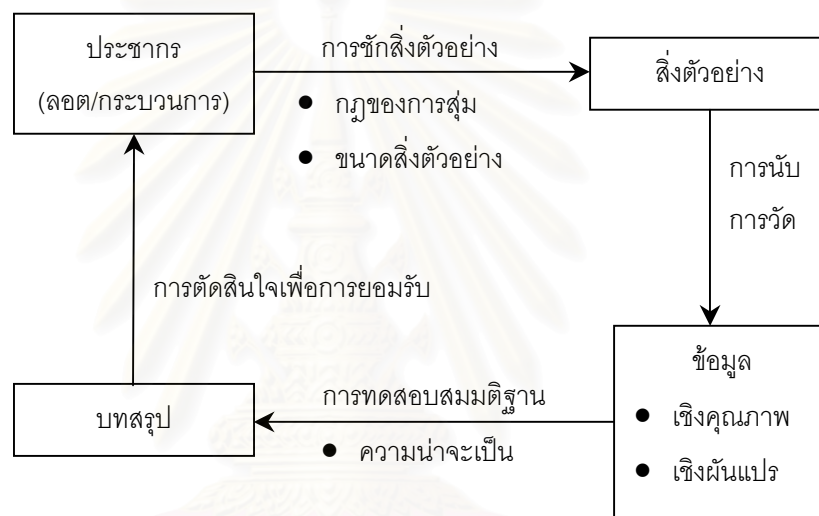 ประชากร
(ลอต/กระบวนการ)
การชักสิ่งตัวอย่าง
● กฎของการสุ่ม
● ขนาดสิ่งตัวอย่าง
สิ่งตัวอย่าง
การนับ
การวัด
ข้อมูล
● เชิงคุณภาพ
● เชิงผันแปร
การทดสอบสมมติฐาน
● ความน่าจะเป็น
บทสรุป
การตัดสินใจเพื่อการยอมรับ